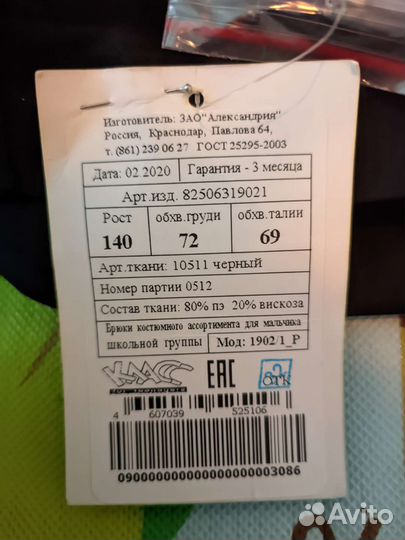 Изготовитель: ЗАО"Александрия"
Россия, Краснодар, Павлова 64,
т. (861) 239 06 27 ГОСТ 25295-2003
Дата: 02.2020 Гарантия - 3 месяца
Арт.изд. 82506319021
Рост обхв.груди обхв.талии
140 72 69
Арт.ткани: 10511 черный
Номер партии 0512
Состав ткани: 80% пэ 20% вискоза
Брюки костюмного ассортимента для мальчика
школьной группы Мод: 1902/1_Р
КЛАСС
EAC
ОТК
4 607039 525106
0900000000000000000003086
Avito